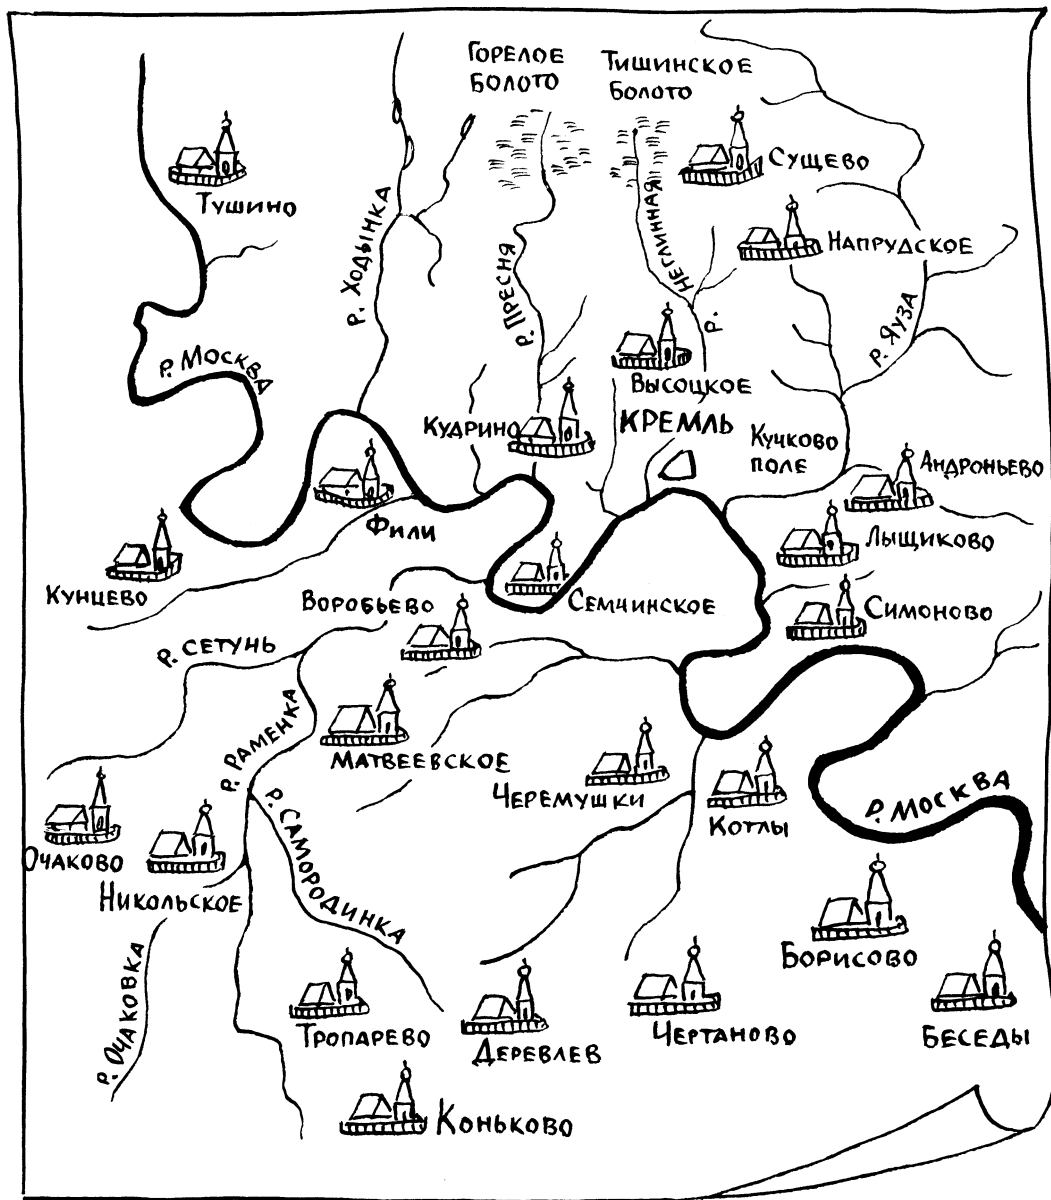 Горелое
болото
Тишинское
болото
Сущево
Тушино
р. Ходынка
р. Пресня
р. Неглинная
Напрудское
р. Яуза
р. Москва
Высоцкое
Кремль
Кудрино
Кучково
поле
Андроньево
Фили
Лыщиково
Кунцево
Воробьево
Семчинское
Симоново
р. Сетунь
р. Раменка
Матвеевское
Черемушки
Котлы
р. Москва
р. Самородинка
Очаково
Никольское
Борисово
р. Очаковка
Тропарево
Деревлев
Чертаново
Беседы
Коньково